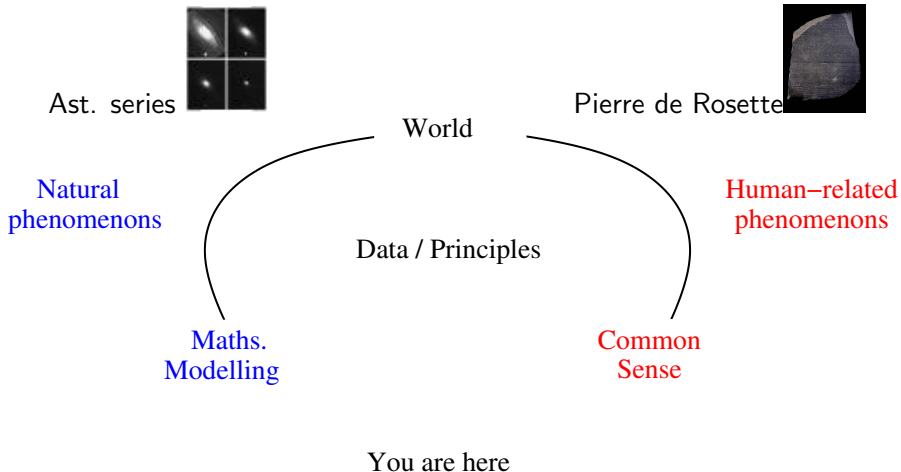 Ast. series
Pierre de Rosette
World
Natural
phenomenons
Human−related
phenomenons
Data / Principles
Maths.
Modelling
Common
Sense
You are here